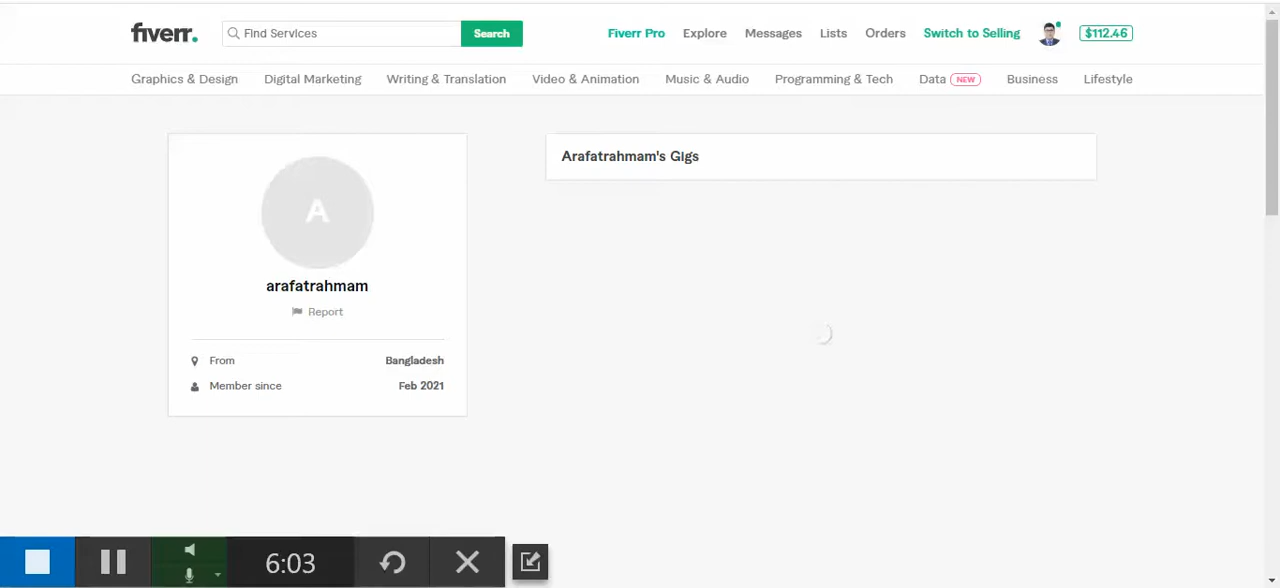 fiverr. Find Services Search Fiverr Pro Explore Messages Lists Orders Switch to Selling $112.46
Graphics & Design Digital Marketing Writing & Translation Video & Animation Music & Audio Programming & Tech Data NEW Business Lifestyle
Arafatrahmam's Gigs
A
arafatrahmam
Report
From Bangladesh
Member since Feb 2021
6:03